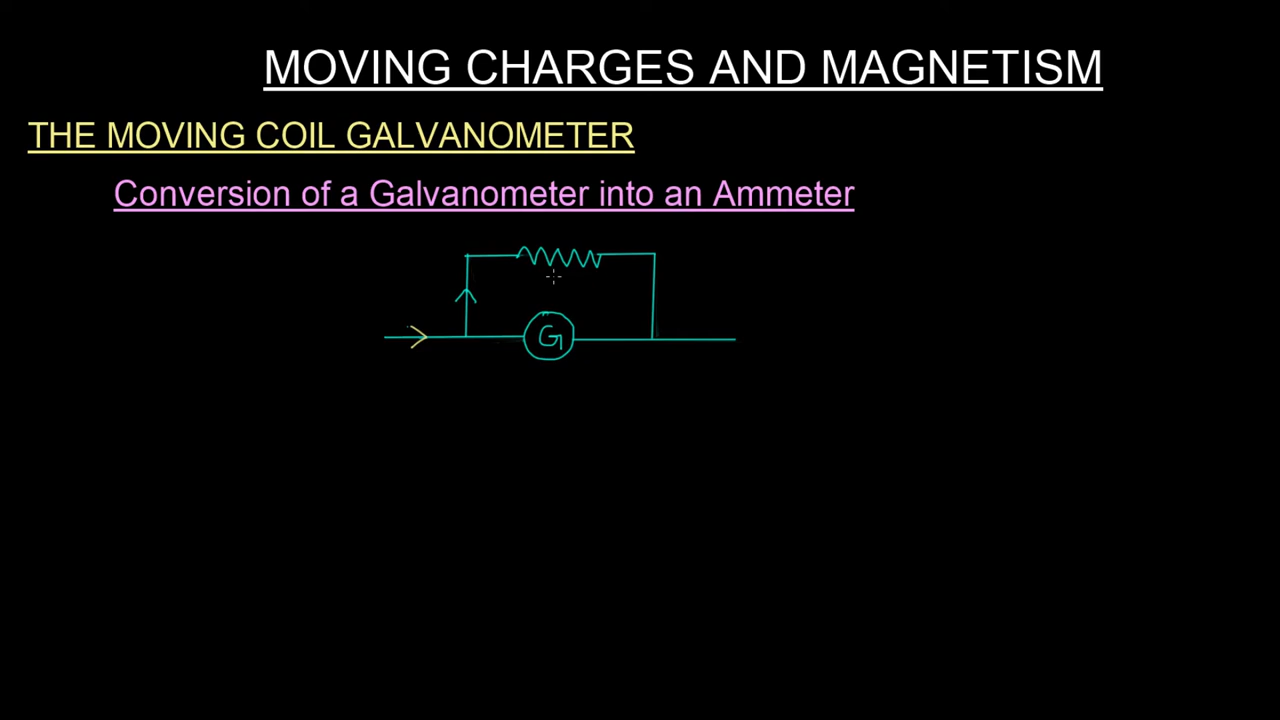 MOVING CHARGES AND MAGNETISM
THE MOVING COIL GALVANOMETER
Conversion of a Galvanometer into an Ammeter
G